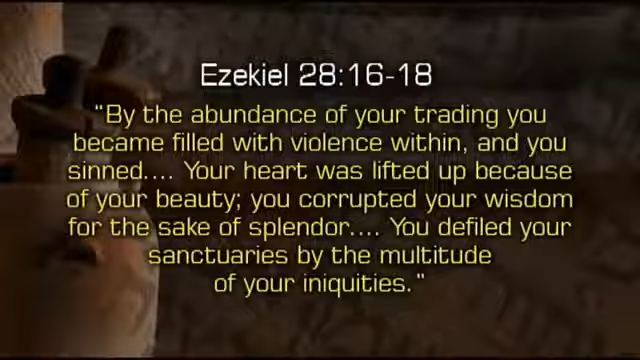 Ezekiel 28:16-18
“By the abundance of your trading you
became filled with violence within, and you
sinned.... Your heart was lifted up because
of your beauty; you corrupted your wisdom
for the sake of splendor.... You defiled your
sanctuaries by the multitude
of your iniquities.”